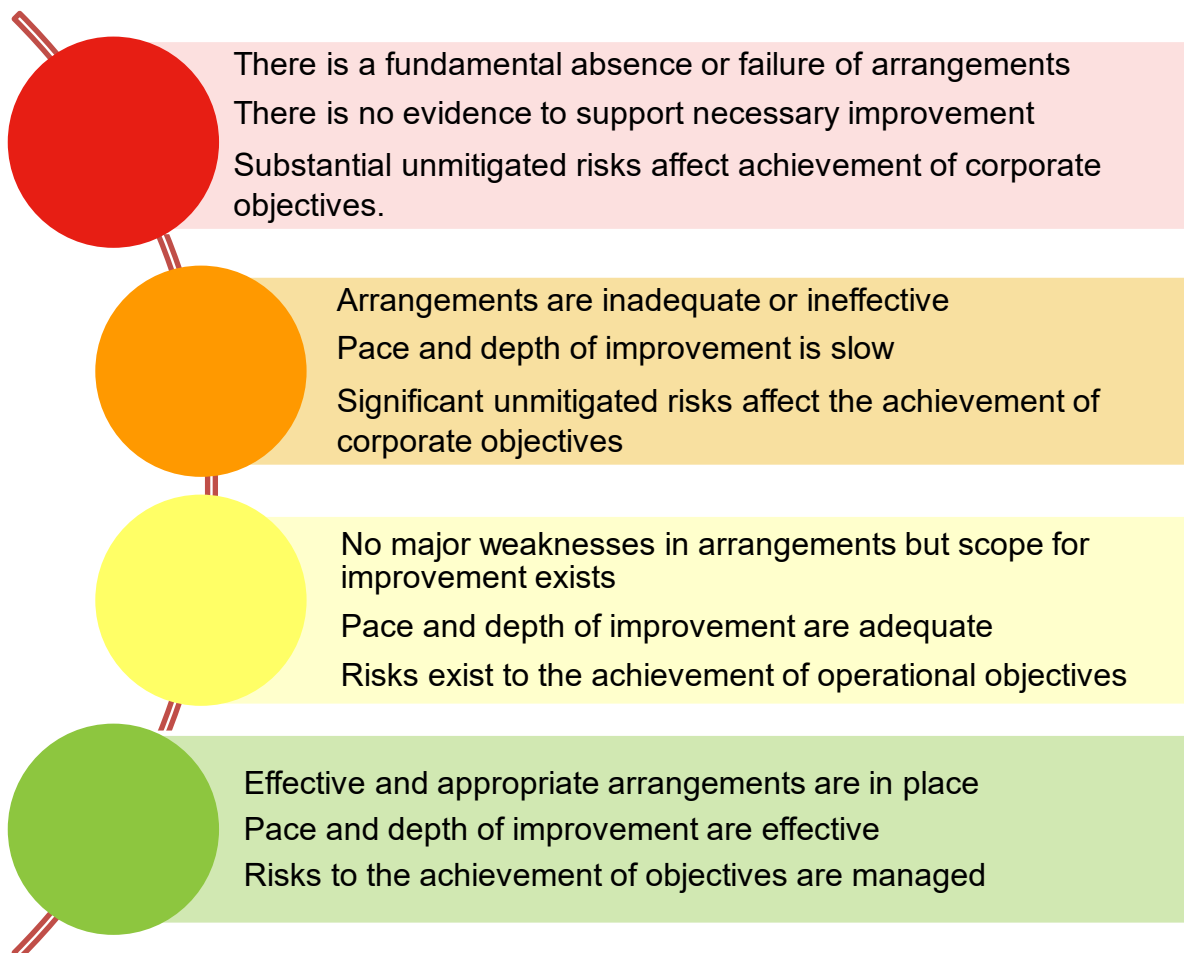 There is a fundamental absence or failure of arrangements
There is no evidence to support necessary improvement
Substantial unmitigated risks affect achievement of corporate
objectives.
Arrangements are inadequate or ineffective
Pace and depth of improvement is slow
Significant unmitigated risks affect the achievement of
corporate objectives
No major weaknesses in arrangements but scope for
improvement exists
Pace and depth of improvement are adequate
Risks exist to the achievement of operational objectives
Effective and appropriate arrangements are in place
Pace and depth of improvement are effective
Risks to the achievement of objectives are managed